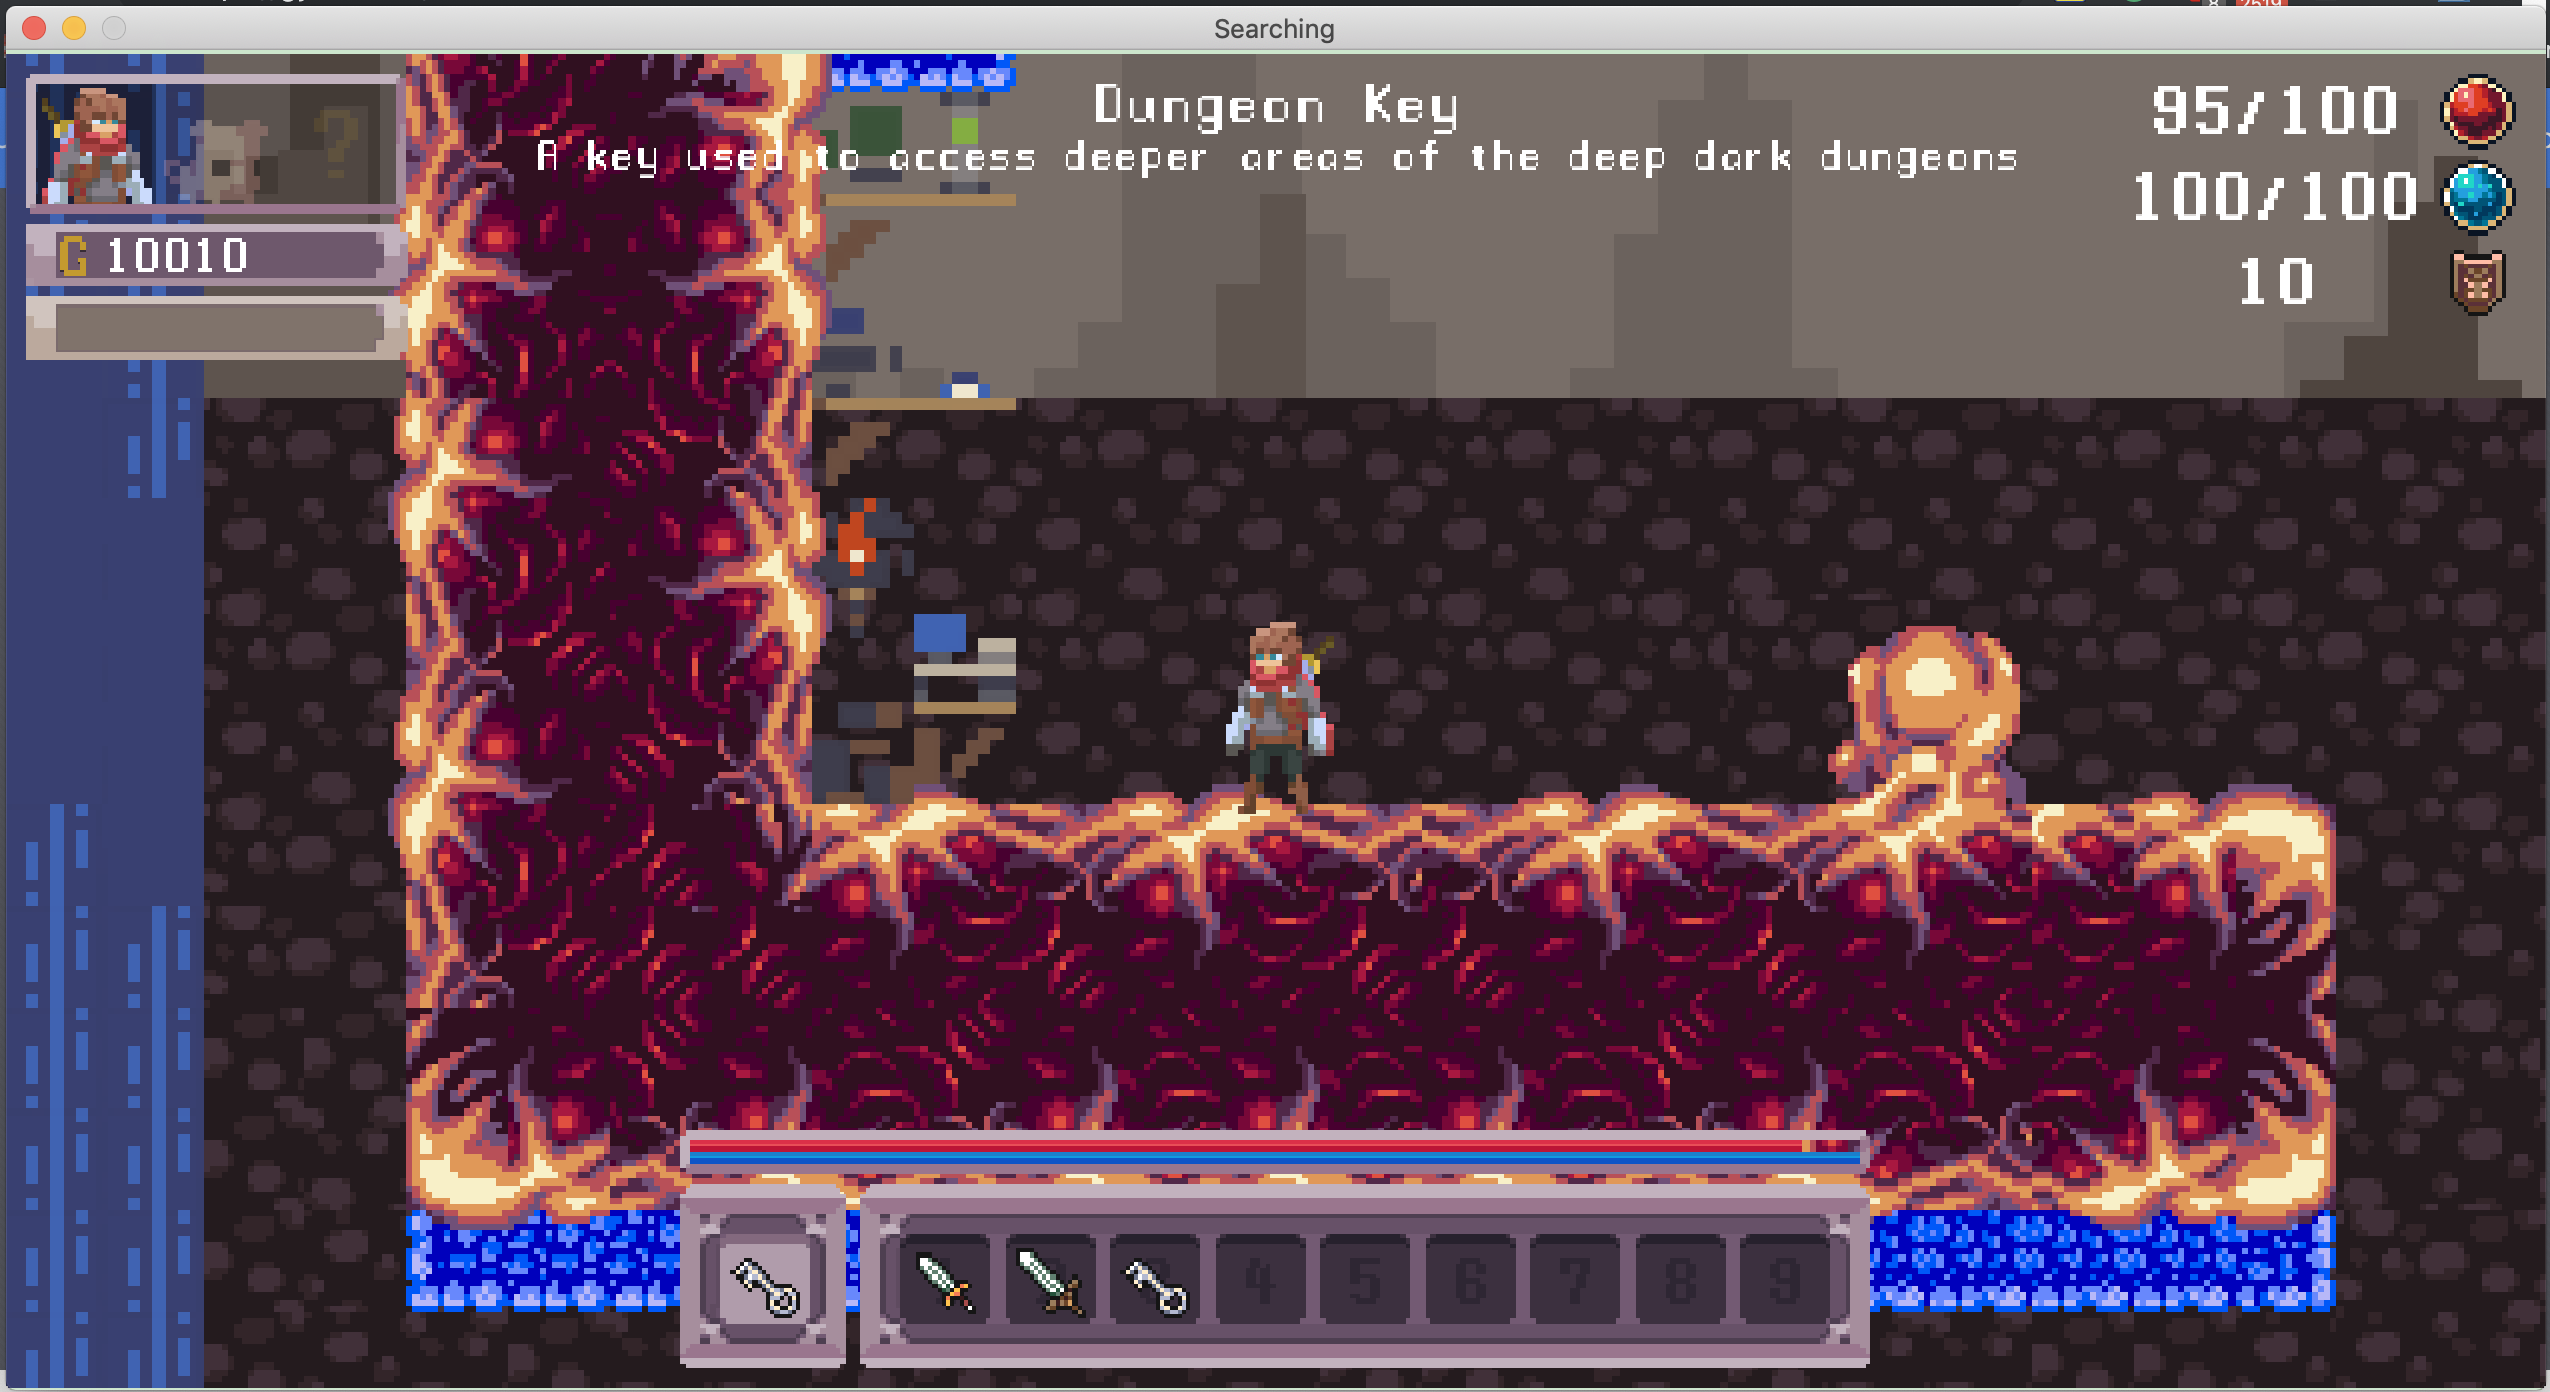 Searching
Dungeon Key
A key used to access deeper areas of the deep dark dungeons
95/100
100/100
10
?
G 10010
4 5 6 7 8 9